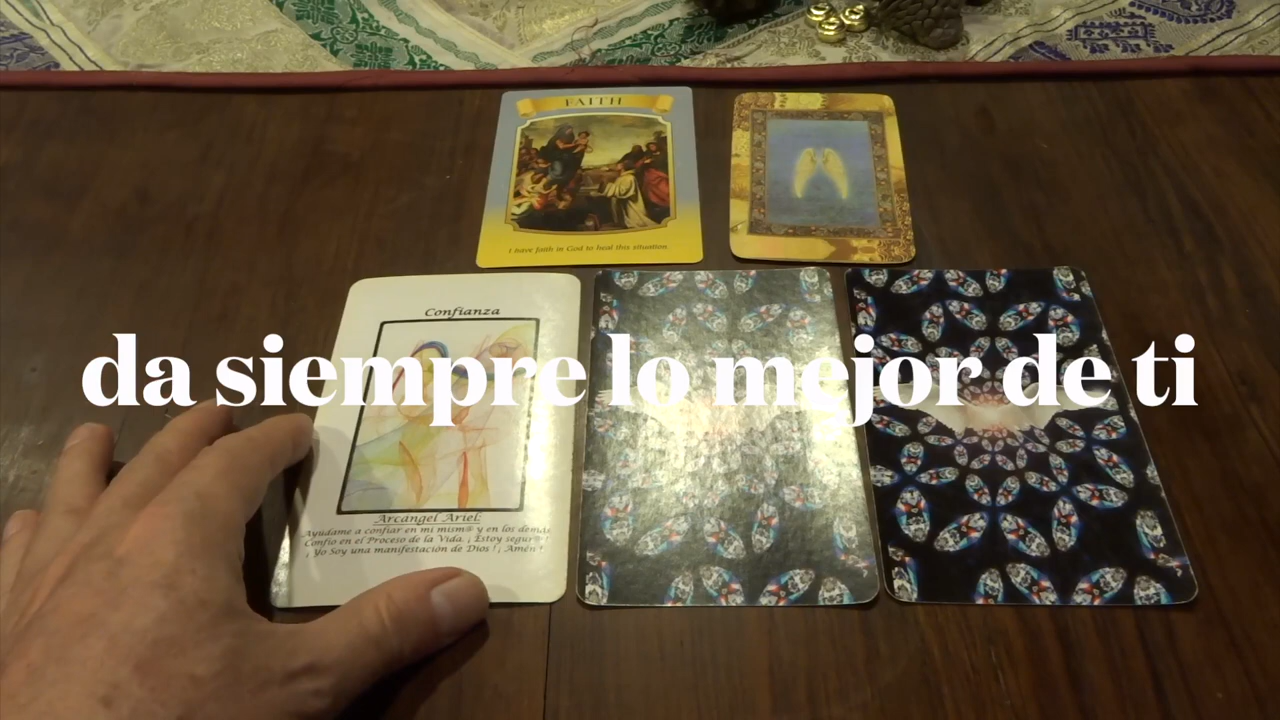 FAITH
I have faith in God to heal this situation.
da siempre lo mejor de ti
Confianza
Arcangel Ariel:
Ayúdame a confiar en mi mism@ y en los demás
Confío en el Proceso de la Vida. ¡ Estoy segur@ !
¡ Yo Soy una manifestación de Dios ! ¡ Amén !